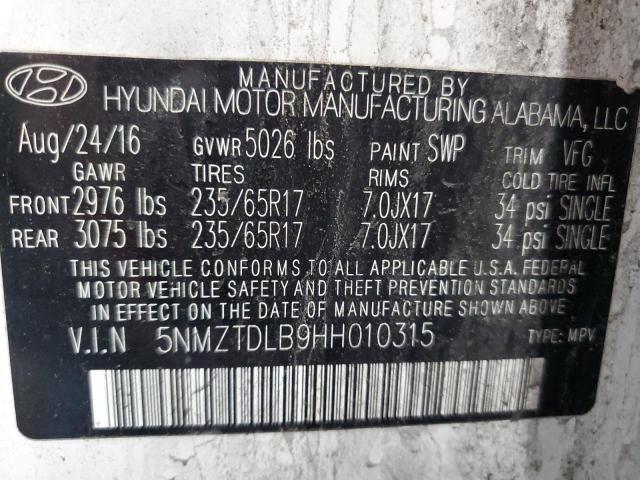 MANUFACTURED BY
HYUNDAI MOTOR MANUFACTURING ALABAMA, LLC
Aug/24/16 GVWR 5026 lbs PAINT SWP TRIM VFG
GAWR TIRES RIMS COLD TIRE INFL
FRONT 2976 lbs 235/65R17 7.0JX17 34 psi SINGLE
REAR 3075 lbs 235/65R17 7.0JX17 34 psi SINGLE
THIS VEHICLE CONFORMS TO ALL APPLICABLE U.S.A. FEDERAL
MOTOR VEHICLE SAFETY AND THEFT PREVENTION STANDARDS
IN EFFECT ON THE DATE OF MANUFACTURE SHOWN ABOVE.
V.I.N 5NMZTDLB9HH010315 TYPE: MPV